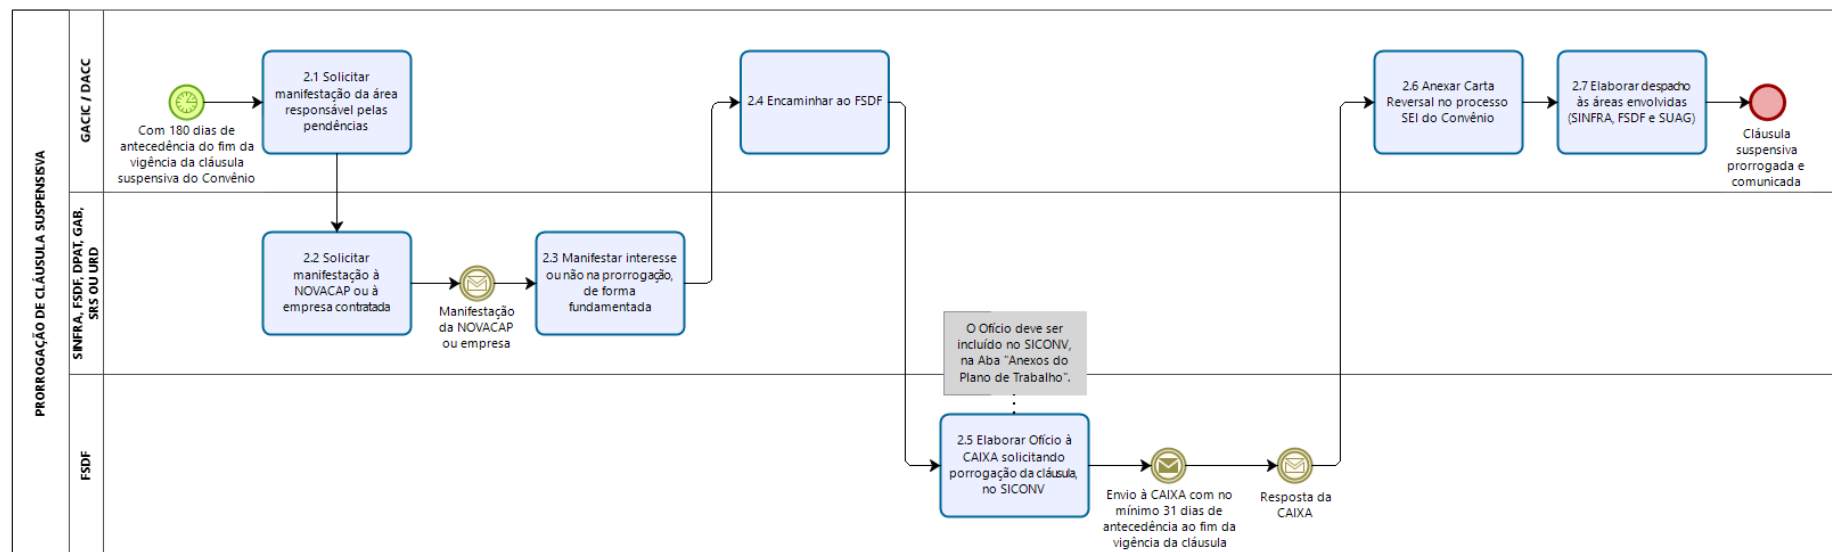 PRORROGAÇÃO DE CLÁUSULA SUSPENSISVA
GACIC / DACC
Com 180 dias de
antecedência do fim da
vigência da cláusula
suspensiva do Convênio
2.1 Solicitar
manifestação da área
responsável pelas
pendências
2.4 Encaminhar ao FSDF
2.6 Anexar Carta
Reversal no processo
SEI do Convênio
2.7 Elaborar despacho
às áreas envolvidas
(SINFRA, FSDF e SUAG)
Cláusula
suspensiva
prorrogada e
comunicada
SINFRA, FSDF, DPAT, GAB,
SRS OU URD
2.2 Solicitar
manifestação à
NOVACAP ou à
empresa contratada
Manifestação
da NOVACAP
ou empresa
2.3 Manifestar interesse
ou não na prorrogação,
de forma
fundamentada
O Ofício deve ser
incluído no SICONV,
na Aba "Anexos do
Plano de Trabalho".
FSDF
2.5 Elaborar Ofício à
CAIXA solicitando
porrogação da cláusula,
no SICONV
Envio à CAIXA com no
mínimo 31 dias de
antecedência ao fim da
vigência da cláusula
Resposta da
CAIXA